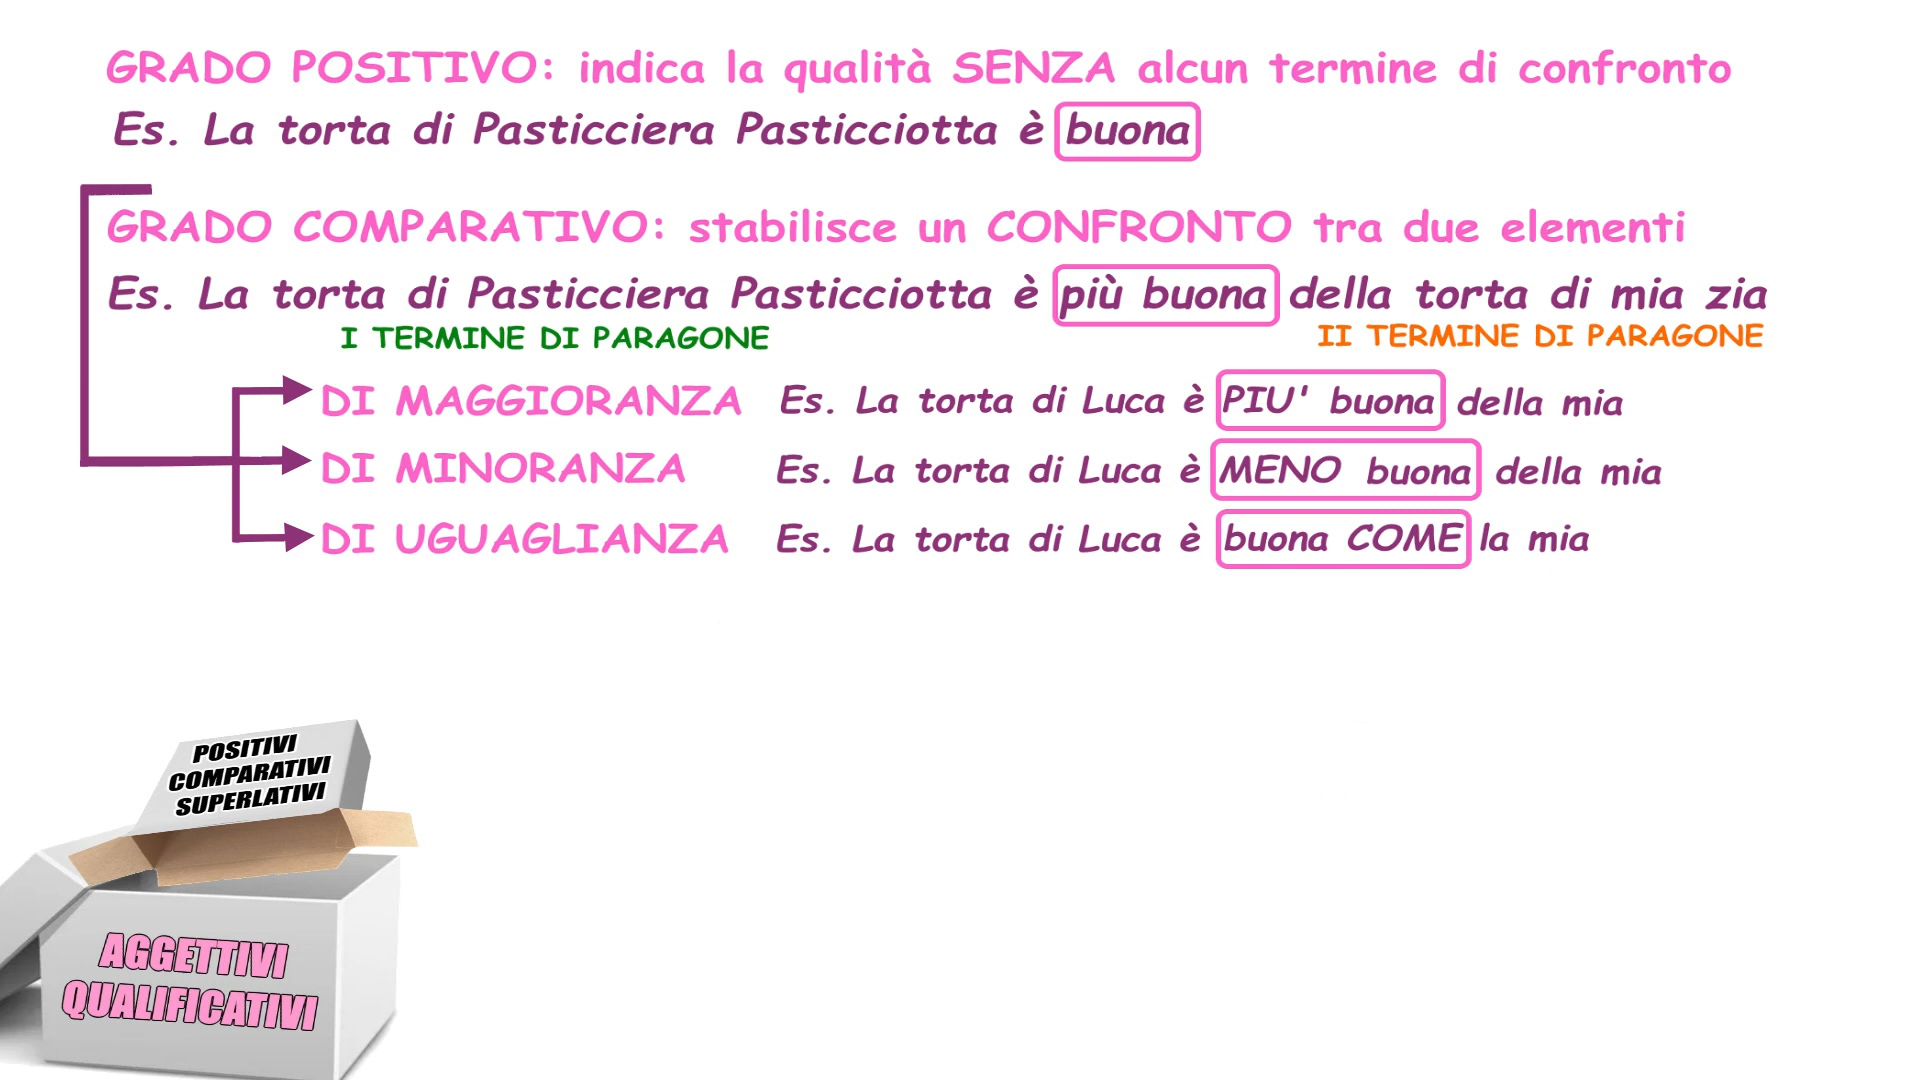 GRADO POSITIVO: indica la qualità SENZA alcun termine di confronto
Es. La torta di Pasticciera Pasticciotta è buona
GRADO COMPARATIVO: stabilisce un CONFRONTO tra due elementi
Es. La torta di Pasticciera Pasticciotta è più buona della torta di mia zia
I TERMINE DI PARAGONE II TERMINE DI PARAGONE
DI MAGGIORANZA Es. La torta di Luca è PIU' buona della mia
DI MINORANZA Es. La torta di Luca è MENO buona della mia
DI UGUAGLIANZA Es. La torta di Luca è buona COME la mia
POSITIVI
COMPARATIVI
SUPERLATIVI
AGGETTIVI
QUALIFICATIVI